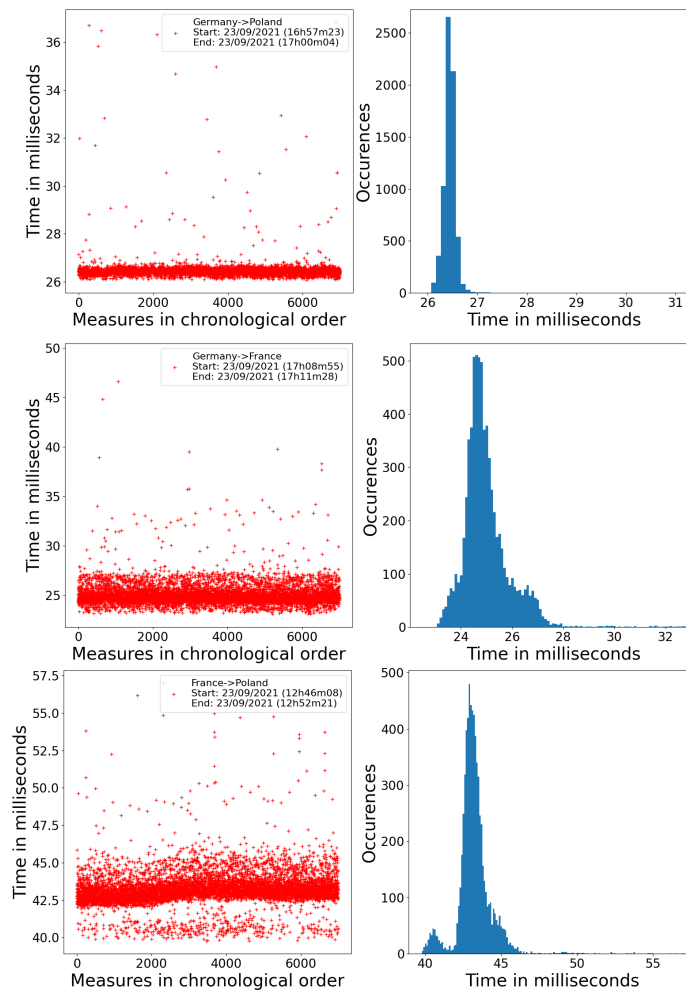 Germany->Poland
Start: 23/09/2021 (16h57m23)
End: 23/09/2021 (17h00m04)
Time in milliseconds
36
34
32
30
28
26
0 2000 4000 6000
Measures in chronological order
Occurences
2500
2000
1500
1000
500
0
26 27 28 29 30 31
Time in milliseconds
Germany->France
Start: 23/09/2021 (17h08m55)
End: 23/09/2021 (17h11m28)
Time in milliseconds
50
45
40
35
30
25
0 2000 4000 6000
Measures in chronological order
Occurences
500
400
300
200
100
0
24 26 28 30 32
Time in milliseconds
France->Poland
Start: 23/09/2021 (12h46m08)
End: 23/09/2021 (12h52m21)
Time in milliseconds
57.5
55.0
52.5
50.0
47.5
45.0
42.5
40.0
0 2000 4000 6000
Measures in chronological order
Occurences
500
400
300
200
100
0
40 45 50 55
Time in milliseconds